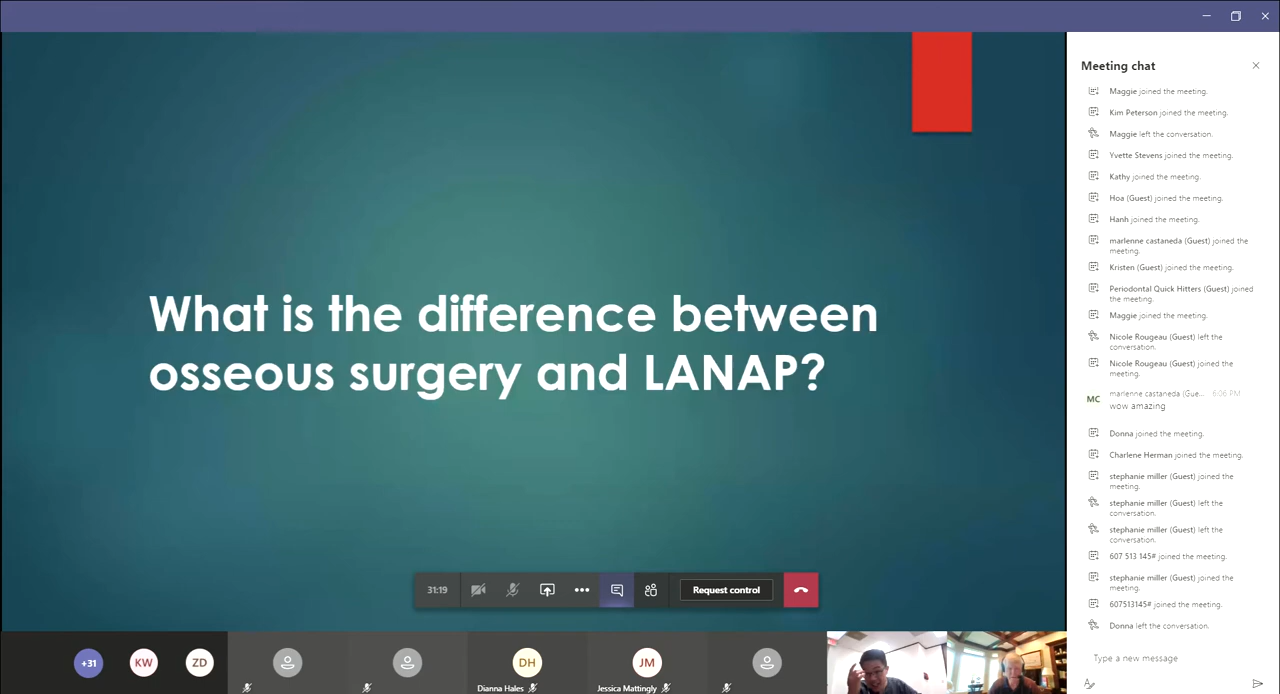 What is the difference between
osseous surgery and LANAP?
31:19
Request control
+31
KW
ZD
DH
Dianna Hales
JM
Jessica Mattingly
Meeting chat
Maggie joined the meeting.
Kim Peterson joined the meeting.
Maggie left the conversation.
Yvette Stevens joined the meeting.
Kathy joined the meeting.
Hoa (Guest) joined the meeting.
Hanh joined the meeting.
marlenne castaneda (Guest) joined the
meeting.
Kristen (Guest) joined the meeting.
Periodontal Quick Hitters (Guest) joined
the meeting.
Maggie joined the meeting.
Nicole Rougeau (Guest) left the
conversation.
Nicole Rougeau (Guest) joined the
meeting.
MC
marlenne castaneda (Gue... 6:06 PM
wow amazing
Donna joined the meeting.
Charlene Herman joined the meeting.
stephanie miller (Guest) joined the
meeting.
stephanie miller (Guest) left the
conversation.
stephanie miller (Guest) left the
conversation.
607 513 145# joined the meeting.
stephanie miller (Guest) joined the
meeting.
607513145# joined the meeting.
Donna left the conversation.
Type a new message